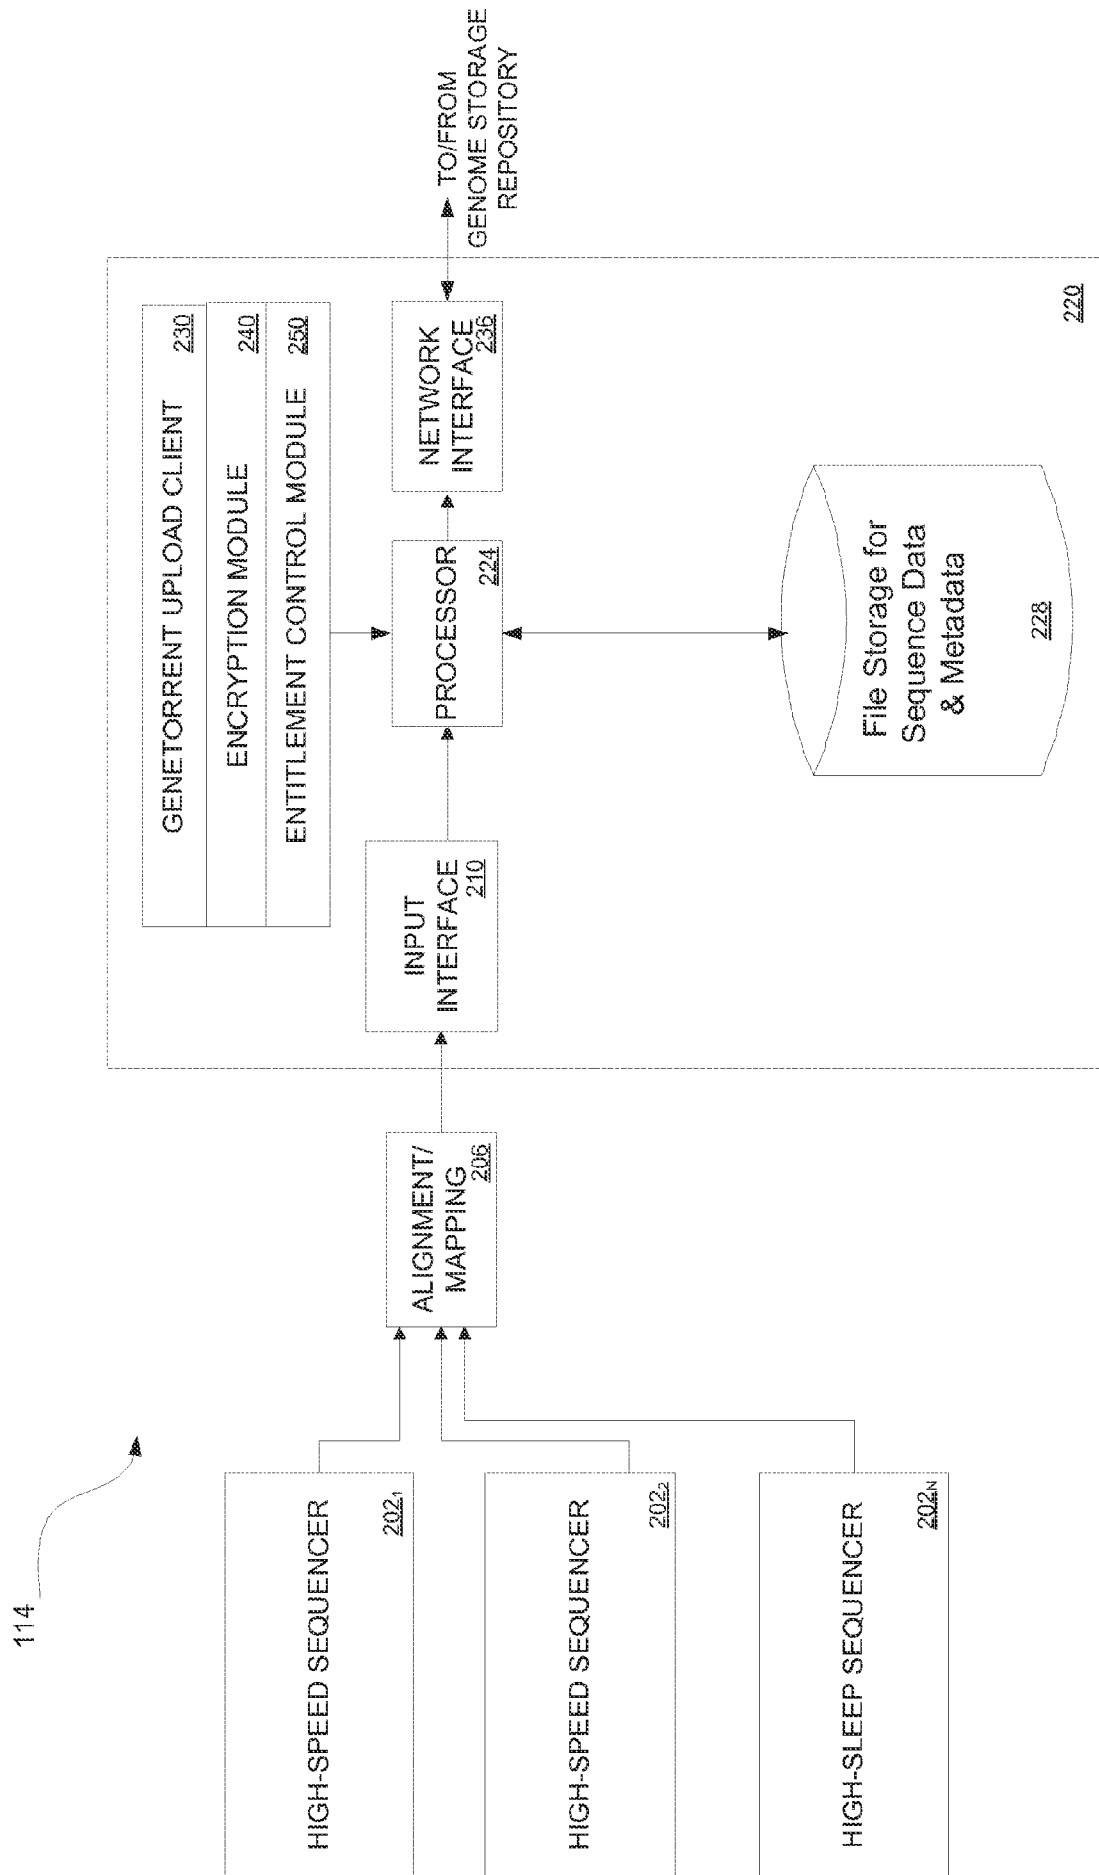 114
HIGH-SPEED SEQUENCER
202₁
HIGH-SPEED SEQUENCER
202₂
HIGH-SLEEP SEQUENCER
202N
ALIGNMENT/
MAPPING
206
GENETORRENT UPLOAD CLIENT
230
ENCRYPTION MODULE
240
ENTITLEMENT CONTROL MODULE
250
INPUT
INTERFACE
210
PROCESSOR
224
NETWORK
INTERFACE
236
TO/FROM
GENOME STORAGE
REPOSITORY
File Storage for
Sequence Data
& Metadata
228
220